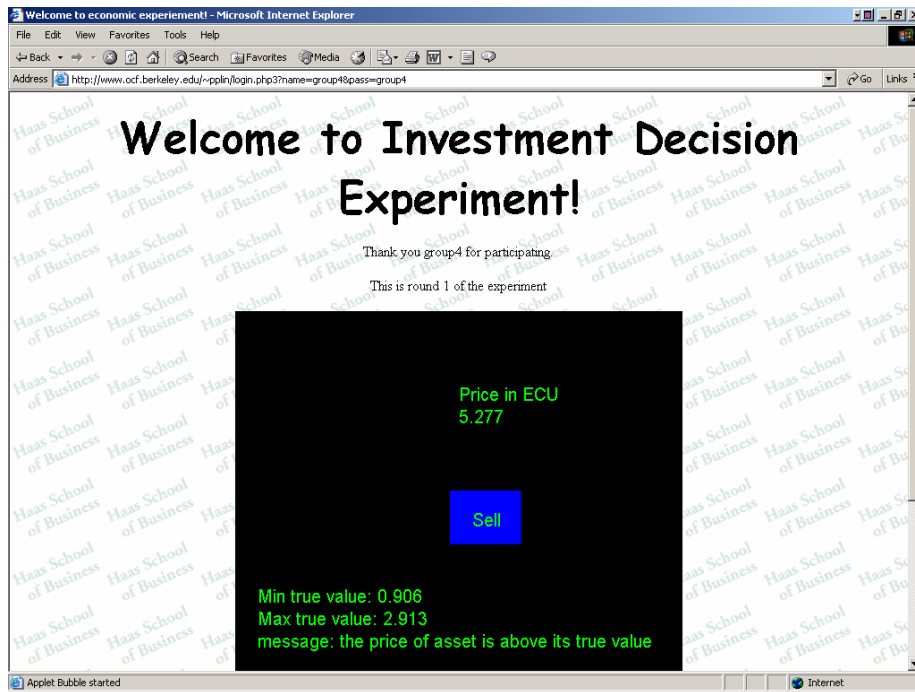 Welcome to economic experiement! - Microsoft Internet Explorer
File Edit View Favorites Tools Help
Back Search Favorites Media
Address http://www.ocf.berkeley.edu/~pplin/login.php3?name=group4&pass=group4 Go Links
Haas School of Business
Welcome to Investment Decision
Experiment!
Thank you group4 for participating.
This is round 1 of the experiment
Price in ECU
5.277
Sell
Min true value: 0.906
Max true value: 2.913
message: the price of asset is above its true value
Applet Bubble started Internet